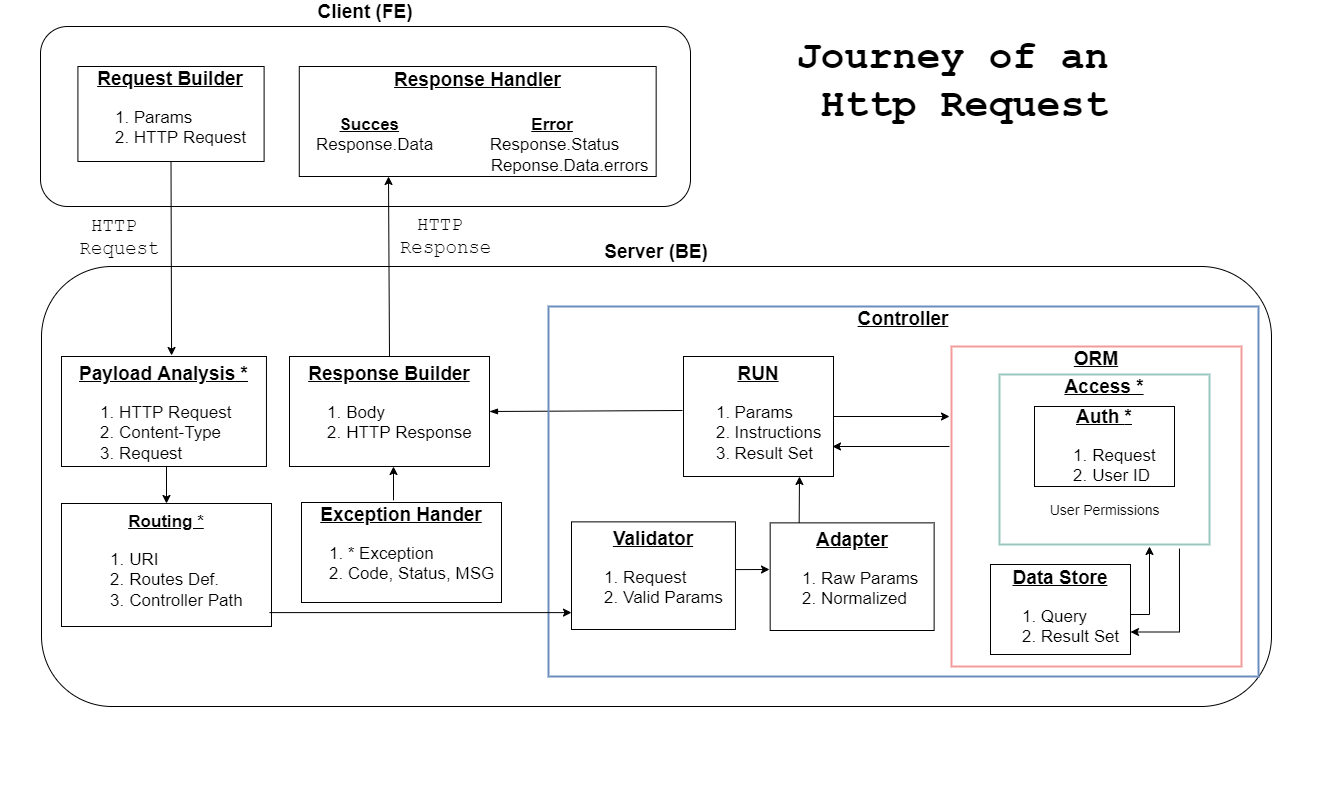 Client (FE)
Journey of an
Http Request
Request Builder
1. Params
2. HTTP Request
Response Handler
Succes
Response.Data
Error
Response.Status
Reponse.Data.errors
HTTP
Request
HTTP
Response
Server (BE)
Payload Analysis *
1. HTTP Request
2. Content-Type
3. Request
Response Builder
1. Body
2. HTTP Response
Routing *
1. URI
2. Routes Def.
3. Controller Path
Exception Hander
1. * Exception
2. Code, Status, MSG
Controller
RUN
1. Params
2. Instructions
3. Result Set
Validator
1. Request
2. Valid Params
Adapter
1. Raw Params
2. Normalized
ORM
Access *
Auth *
1. Request
2. User ID
User Permissions
Data Store
1. Query
2. Result Set